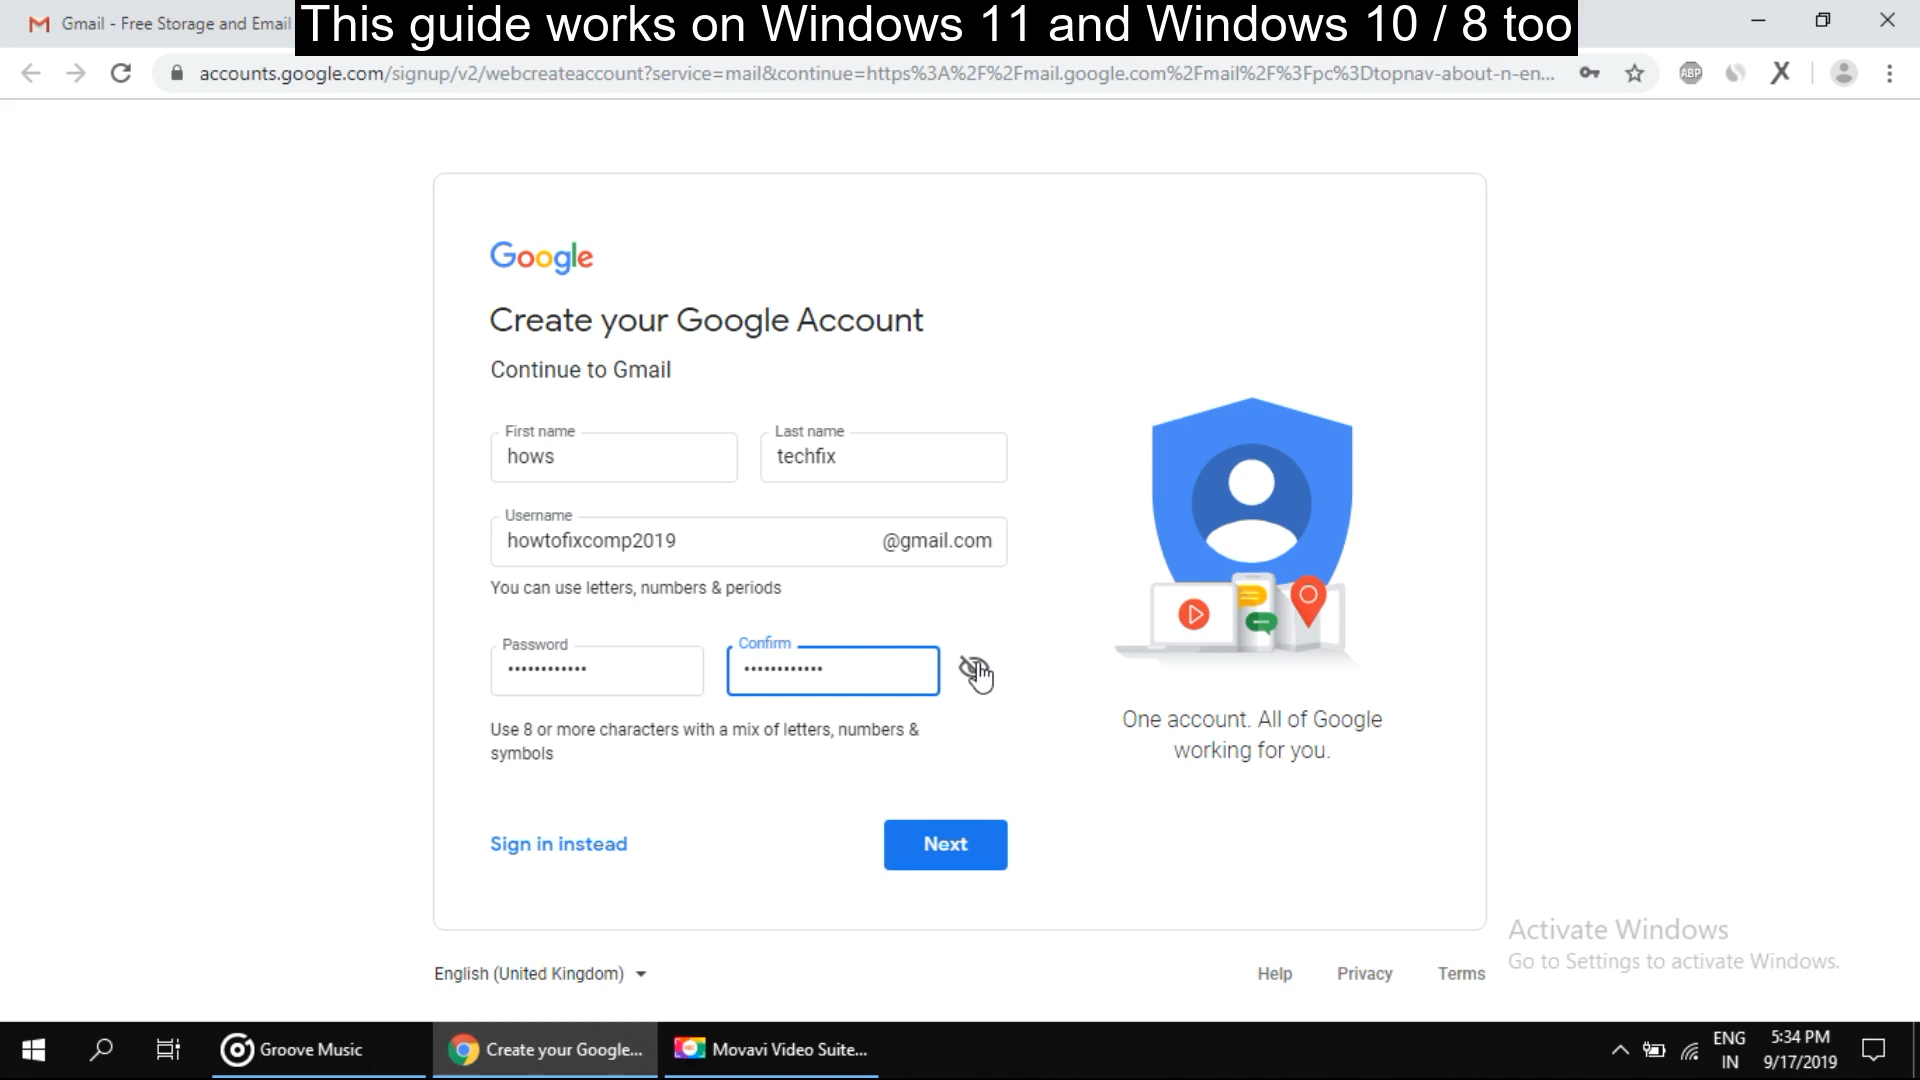 Gmail - Free Storage and Email
This guide works on Windows 11 and Windows 10 / 8 too
accounts.google.com/signup/v2/webcreateaccount?service=mail&continue=https%3A%2F%2Fmail.google.com%2Fmail%2F%3Fpc%3Dtopnav-about-n-en...
ABP
Google
Create your Google Account
Continue to Gmail
First name
hows
Last name
techfix
Username
howtofixcomp2019
@gmail.com
You can use letters, numbers & periods
Password
••••••••••••
Confirm
••••••••••••
Use 8 or more characters with a mix of letters, numbers &
symbols
Sign in instead
Next
One account. All of Google
working for you.
English (United Kingdom)
Help
Privacy
Terms
Activate Windows
Go to Settings to activate Windows.
Groove Music
Create your Google...
Movavi Video Suite...
ENG
IN
5:34 PM
9/17/2019